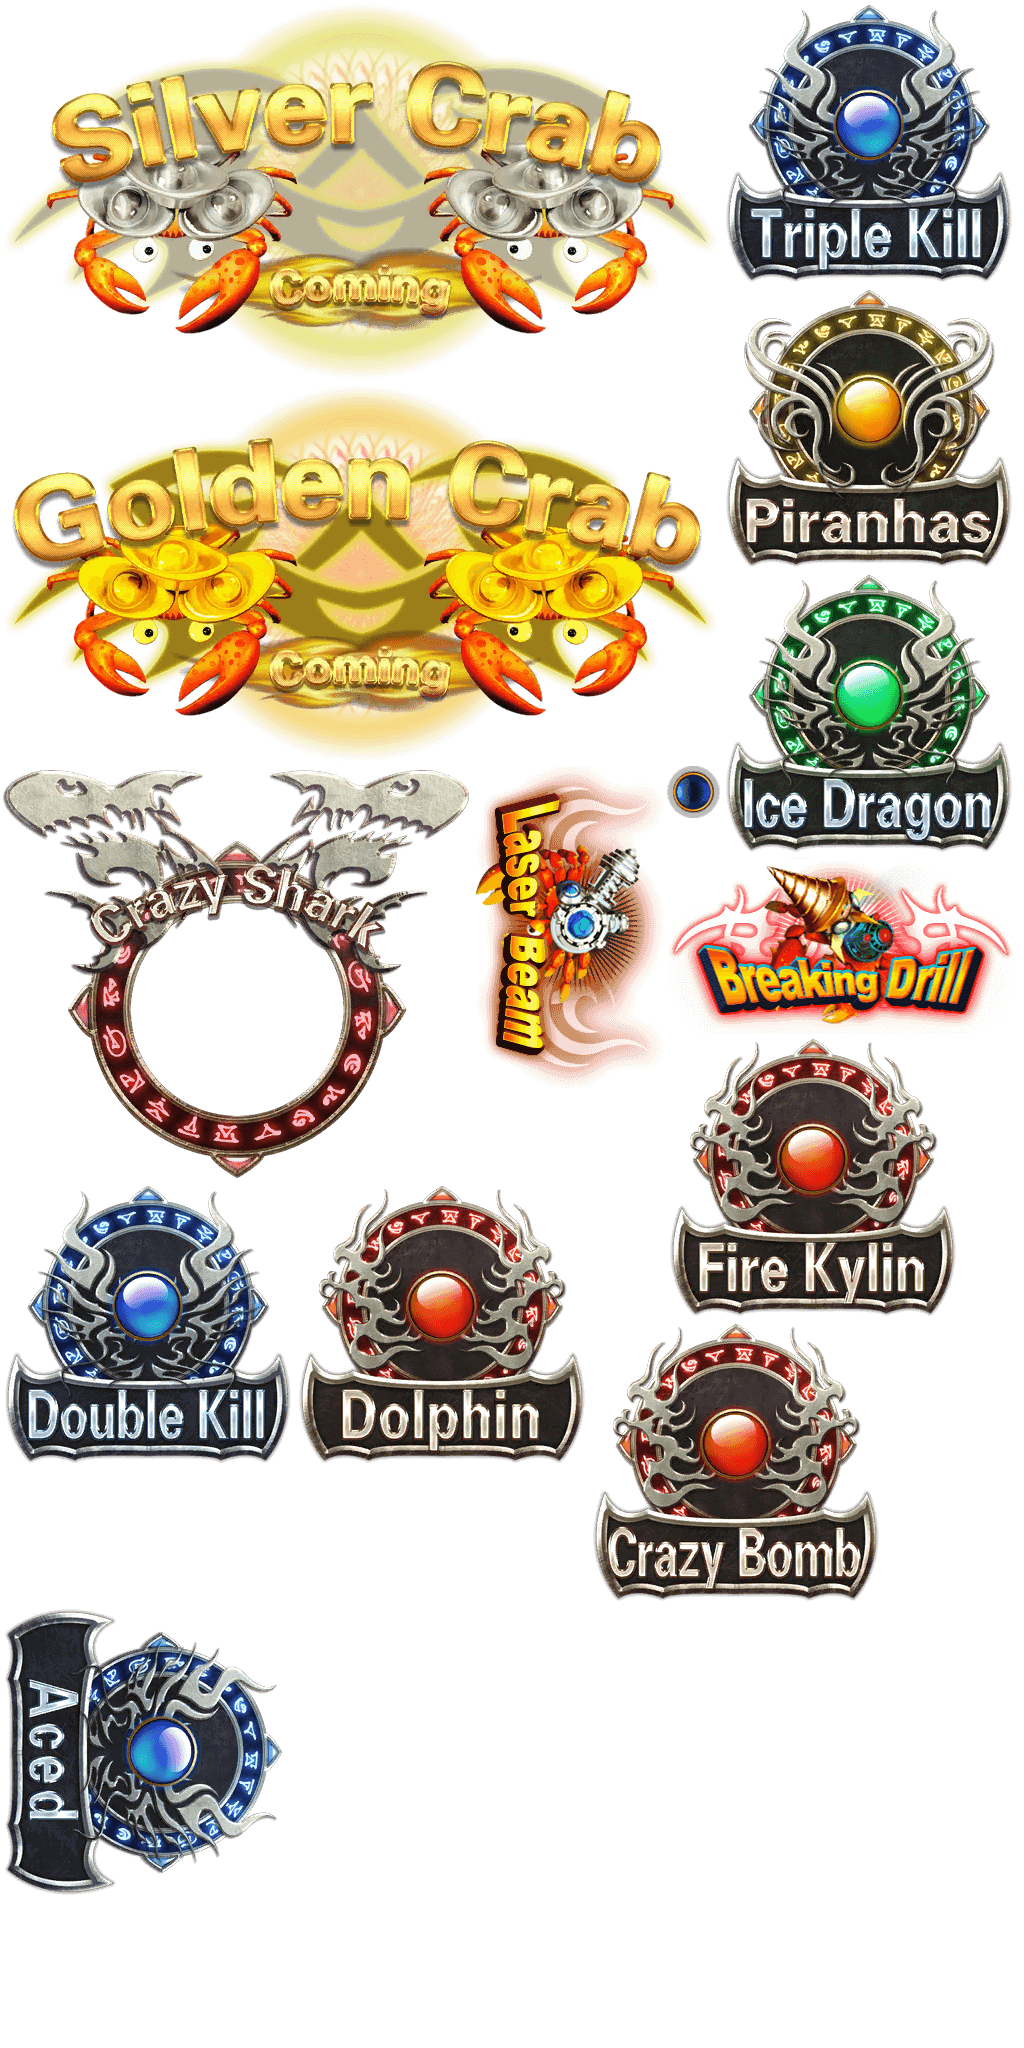 Silver Crab
Coming
Triple Kill
Piranhas
Golden Crab
Coming
Ice Dragon
Crazy Shark
Laser Beam
Breaking Drill
Fire Kylin
Double Kill
Dolphin
Crazy Bomb
Aced